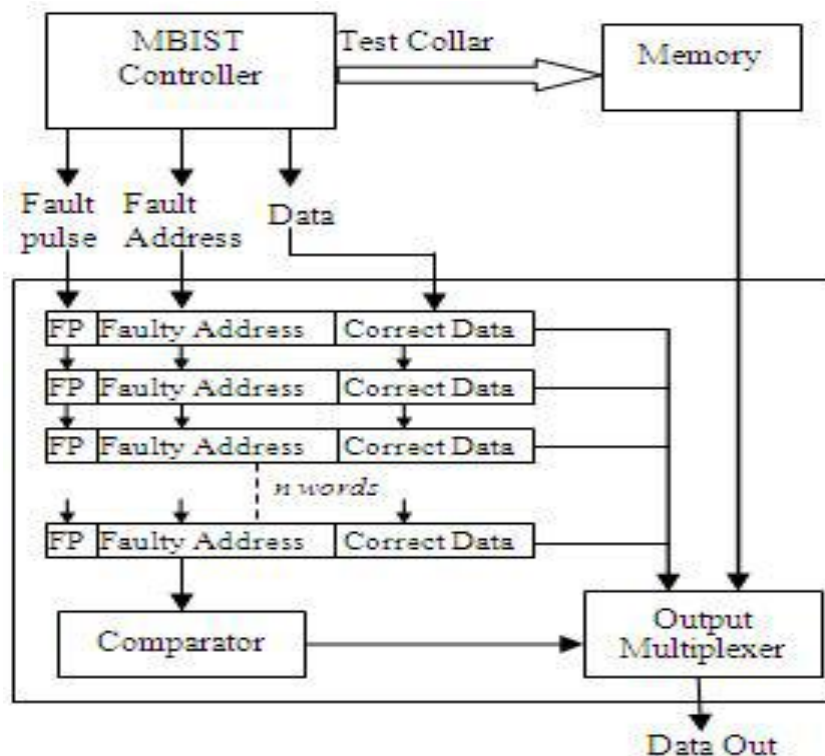 MBIST
Controller
Test Collar
Memory
Fault
pulse
Fault
Address
Data
FP Faulty Address Correct Data
FP Faulty Address Correct Data
FP Faulty Address Correct Data
n words
FP Faulty Address Correct Data
Comparator
Output
Multiplexer
Data Out